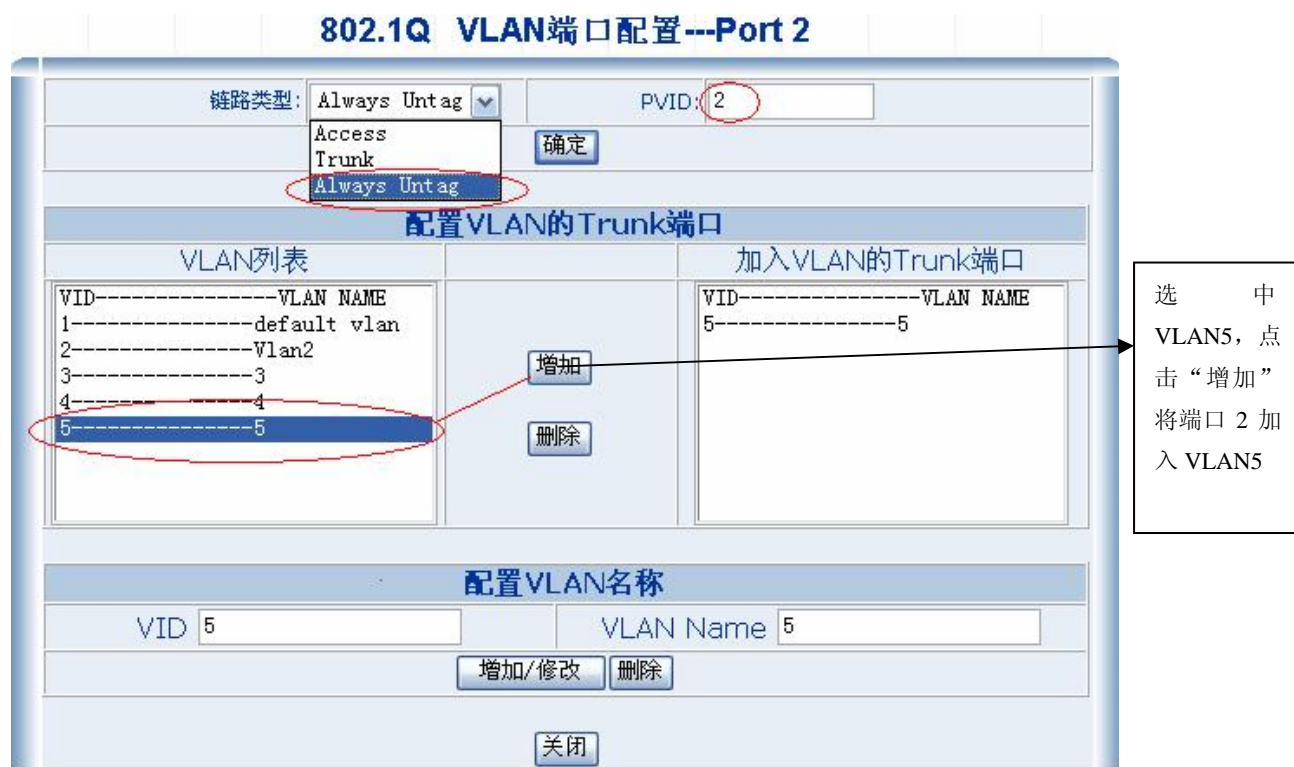 802.1Q VLAN端口配置---Port 2
链路类型: Always Untag PVID: 2
Access
Trunk
Always Untag
确定
配置VLAN的Trunk端口
VLAN列表 加入VLAN的Trunk端口
VID---------------VLAN NAME
1---------------default vlan
2---------------Vlan2
3---------------3
4---------------4
5---------------5
增加
删除
VID---------------VLAN NAME
5---------------5
选中
VLAN5，点
击“增加”
将端口 2 加
入 VLAN5
配置VLAN名称
VID 5 VLAN Name 5
增加/修改 删除
关闭